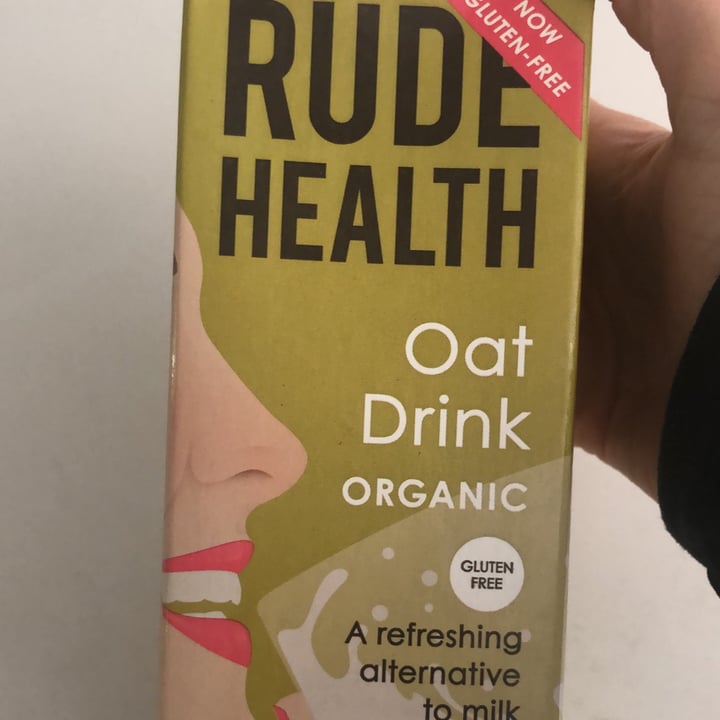 RUDE
HEALTH
NOW
GLUTEN-FREE
Oat
Drink
ORGANIC
GLUTEN
FREE
A refreshing
alternative
to milk